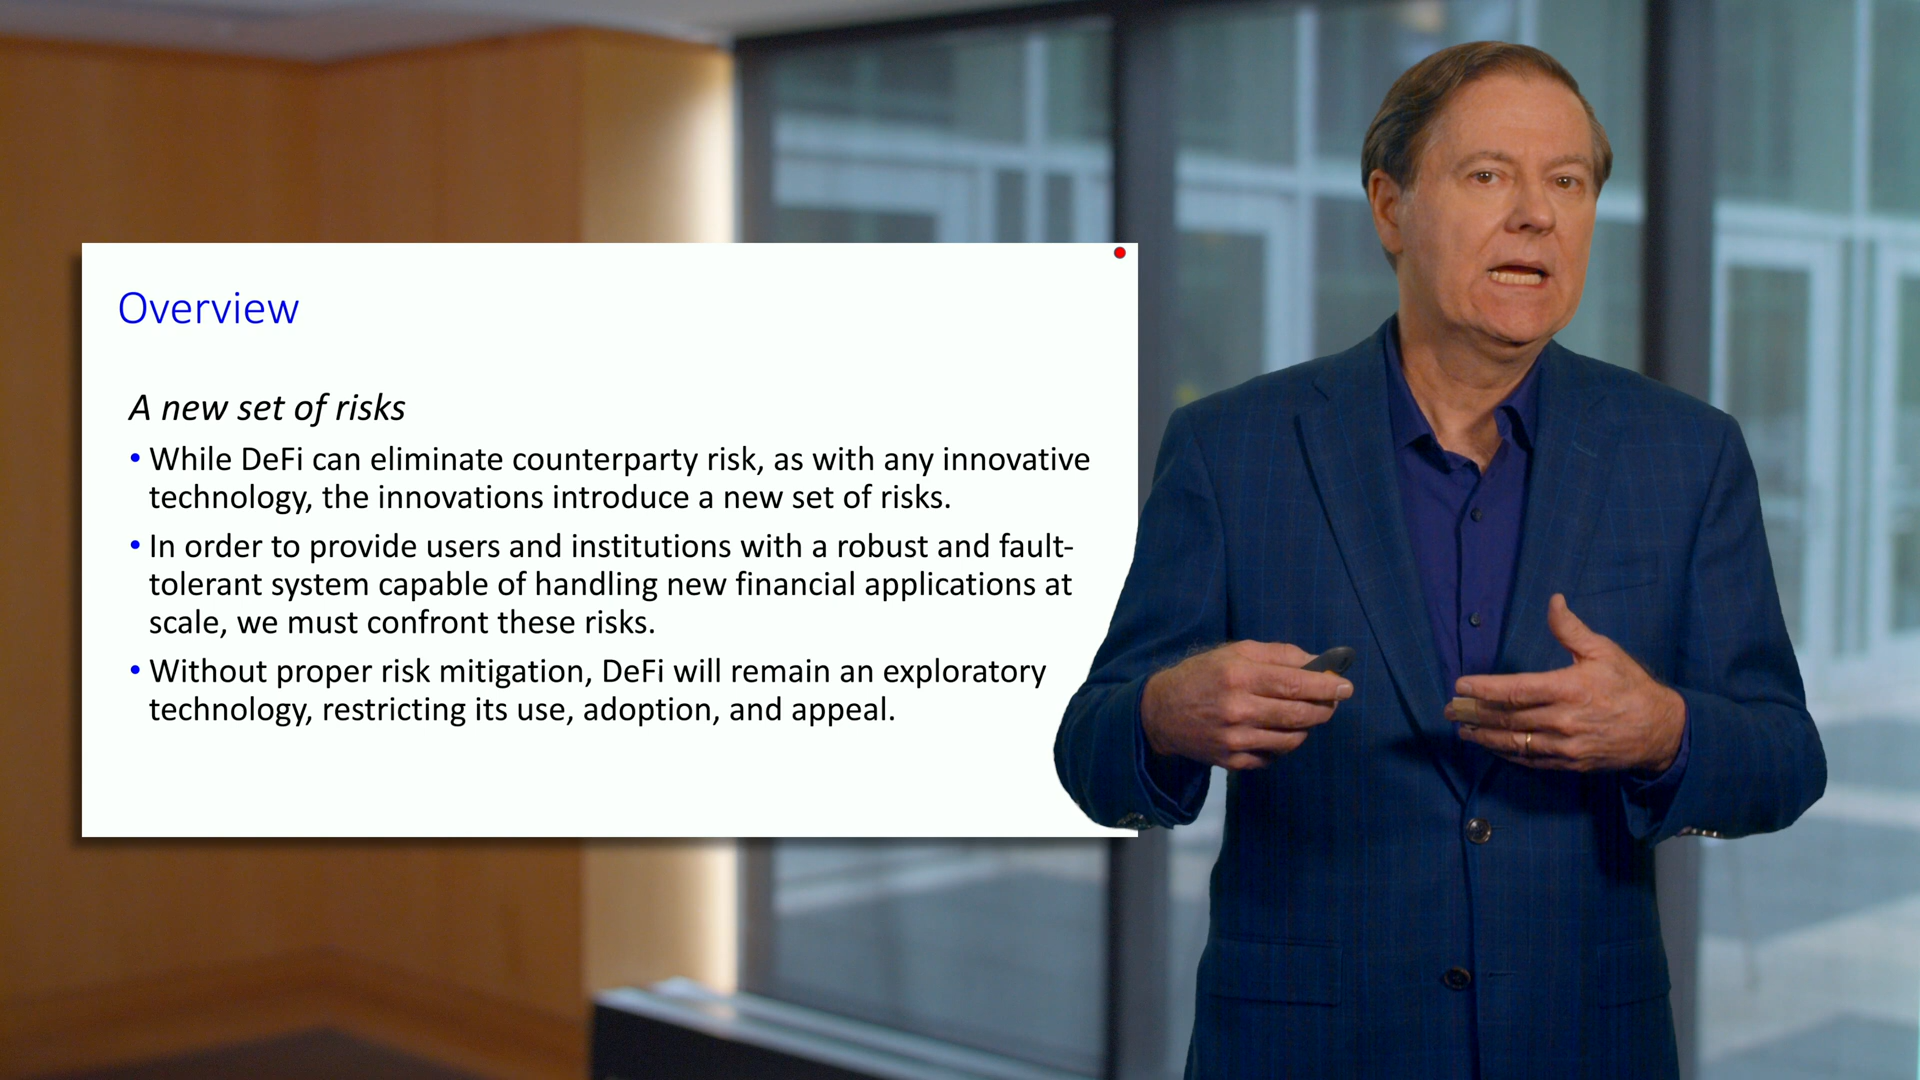 Overview
A new set of risks
• While DeFi can eliminate counterparty risk, as with any innovative
technology, the innovations introduce a new set of risks.
• In order to provide users and institutions with a robust and fault-
tolerant system capable of handling new financial applications at
scale, we must confront these risks.
• Without proper risk mitigation, DeFi will remain an exploratory
technology, restricting its use, adoption, and appeal.